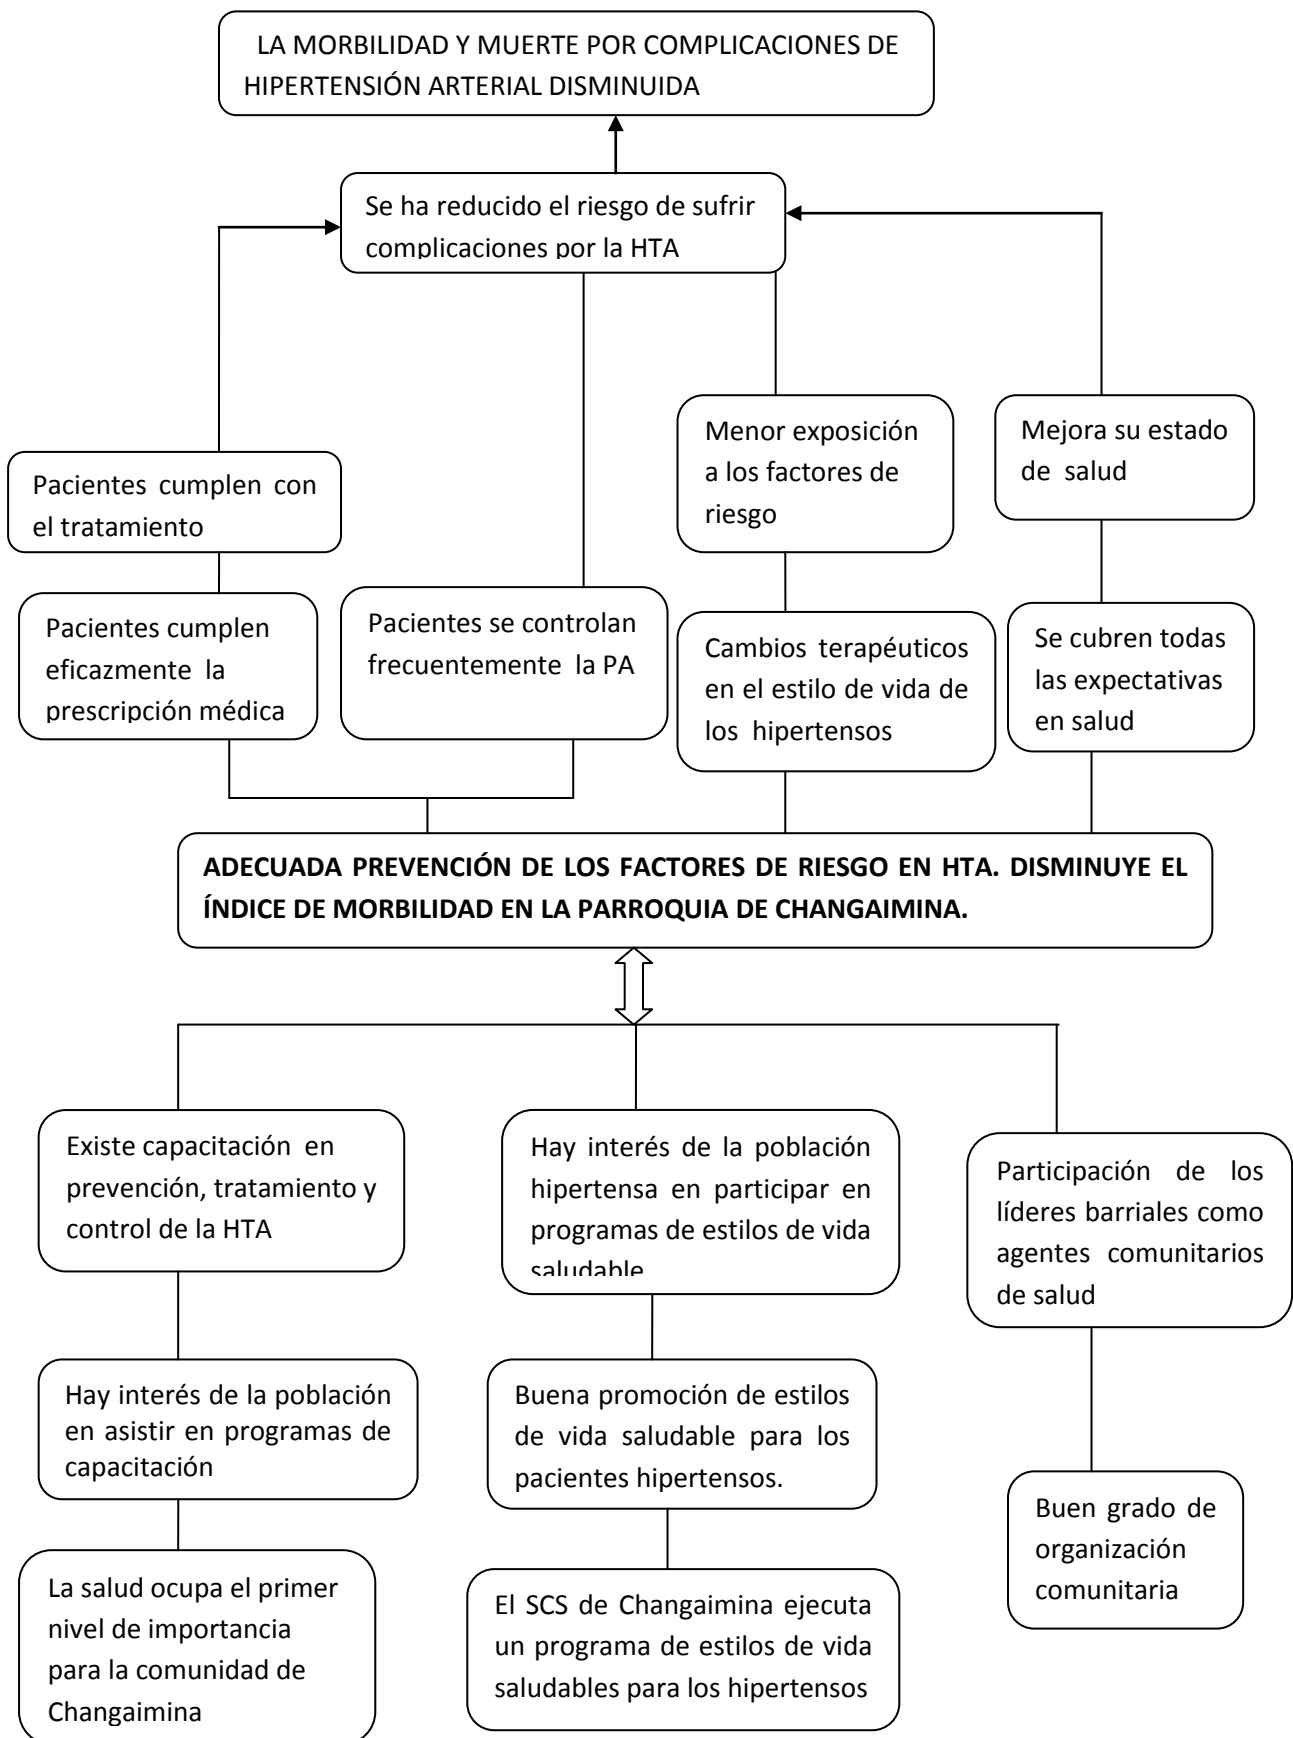 LA MORBILIDAD Y MUERTE POR COMPLICACIONES DE
HIPERTENSIÓN ARTERIAL DISMINUIDA
Se ha reducido el riesgo de sufrir
complicaciones por la HTA
Pacientes cumplen con
el tratamiento
Menor exposición
a los factores de
riesgo
Mejora su estado
de salud
Pacientes cumplen
eficazmente la
prescripción médica
Pacientes se controlan
frecuentemente la PA
Cambios terapéuticos
en el estilo de vida de
los hipertensos
Se cubren todas
las expectativas
en salud
ADECUADA PREVENCIÓN DE LOS FACTORES DE RIESGO EN HTA. DISMINUYE EL
ÍNDICE DE MORBILIDAD EN LA PARROQUIA DE CHANGAIMINA.
Existe capacitación en
prevención, tratamiento y
control de la HTA
Hay interés de la población
hipertensa en participar en
programas de estilos de vida
saludable
Participación de los
líderes barriales como
agentes comunitarios
de salud
Hay interés de la población
en asistir en programas de
capacitación
Buena promoción de estilos
de vida saludable para los
pacientes hipertensos.
Buen grado de
organización
comunitaria
La salud ocupa el primer
nivel de importancia
para la comunidad de
Changaimina
El SCS de Changaimina ejecuta
un programa de estilos de vida
saludables para los hipertensos